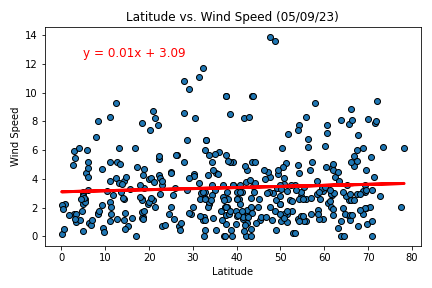 Latitude vs. Wind Speed (05/09/23)
14
y = 0.01x + 3.09
12
10
8
6
4
2
0
Wind Speed
0 10 20 30 40 50 60 70 80
Latitude